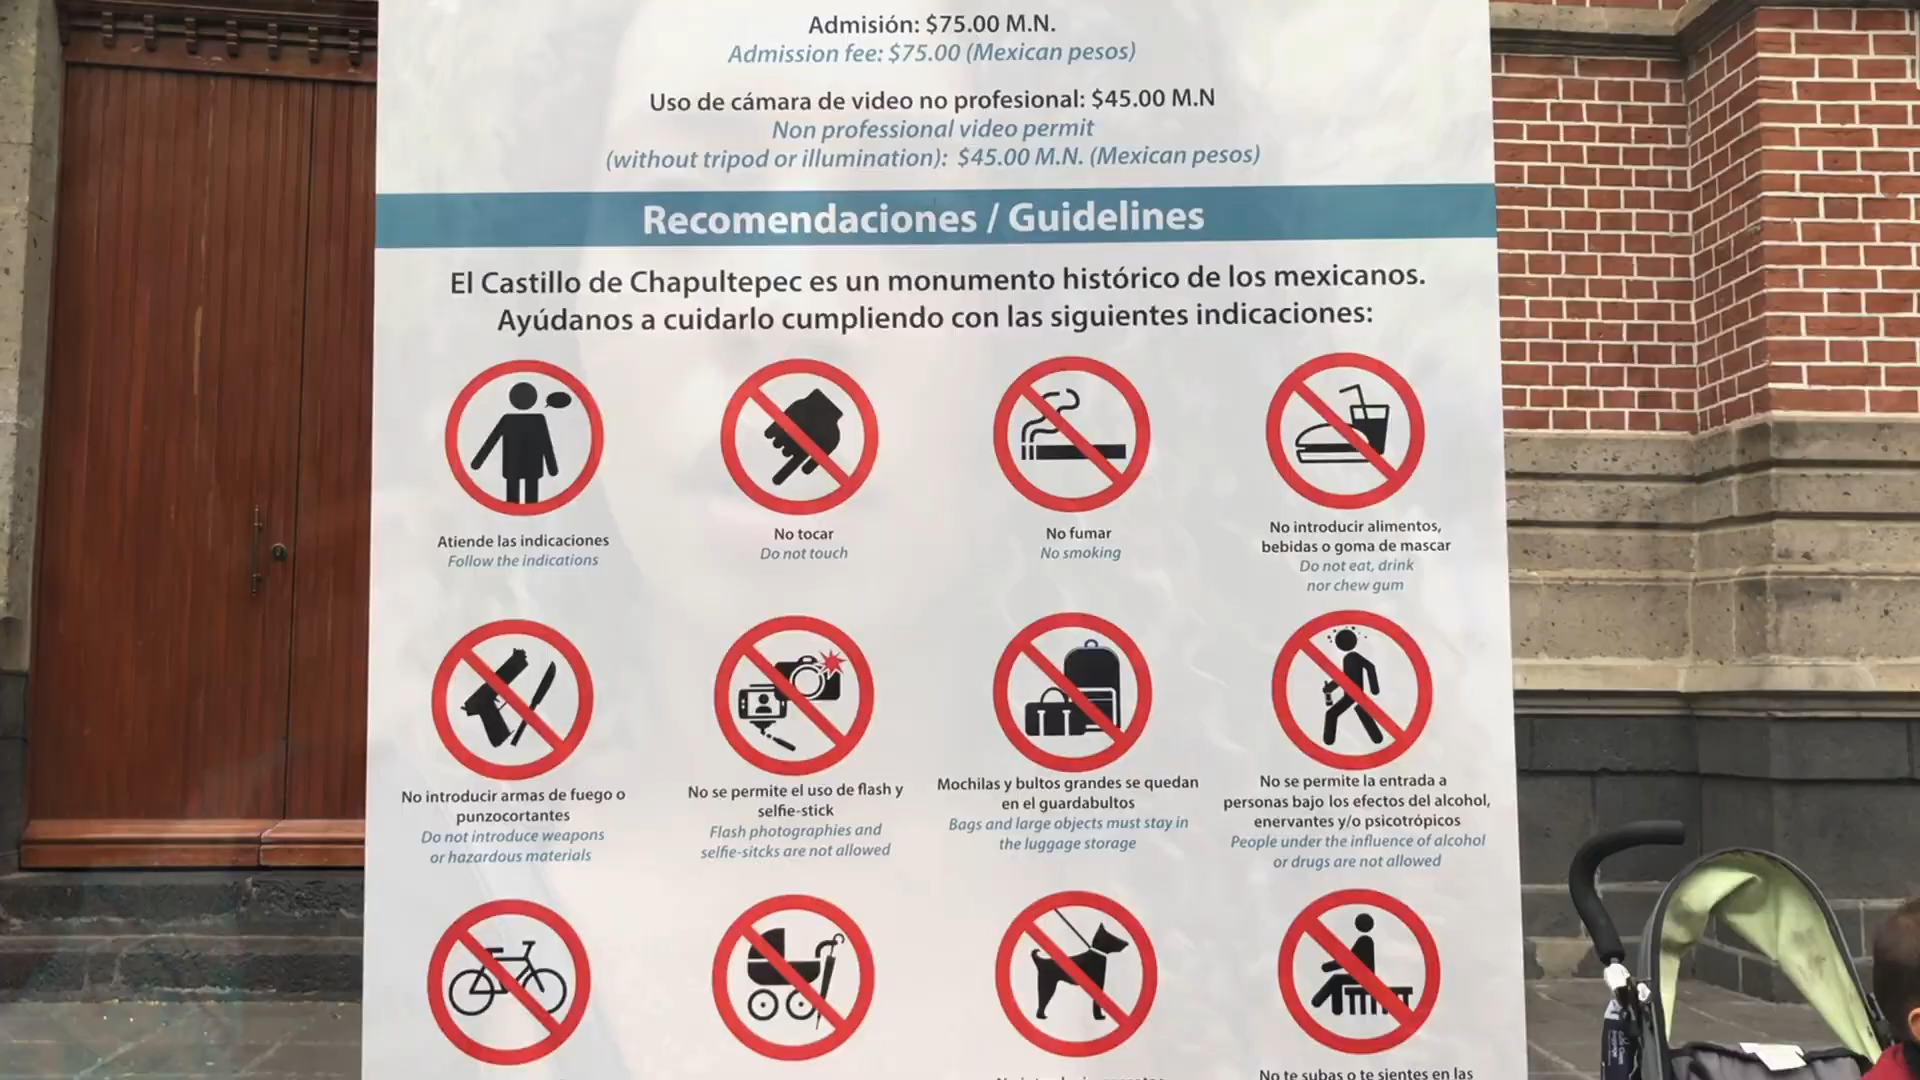 Admisión: $75.00 M.N.
Admission fee: $75.00 (Mexican pesos)
Uso de cámara de video no profesional: $45.00 M.N
Non professional video permit
(without tripod or illumination): $45.00 M.N. (Mexican pesos)
Recomendaciones / Guidelines
El Castillo de Chapultepec es un monumento histórico de los mexicanos.
Ayúdanos a cuidarlo cumpliendo con las siguientes indicaciones:
Atiende las indicaciones
Follow the indications
No tocar
Do not touch
No fumar
No smoking
No introducir alimentos,
bebidas o goma de mascar
Do not eat, drink
nor chew gum
No introducir armas de fuego o
punzocortantes
Do not introduce weapons
or hazardous materials
No se permite el uso de flash y
selfie-stick
Flash photographies and
selfie-sitcks are not allowed
Mochilas y bultos grandes se quedan
en el guardabultos
Bags and large objects must stay in
the luggage storage
No se permite la entrada a
personas bajo los efectos del alcohol,
enervantes y/o psicotrópicos
People under the influence of alcohol
or drugs are not allowed
No te subas o te sientes en las